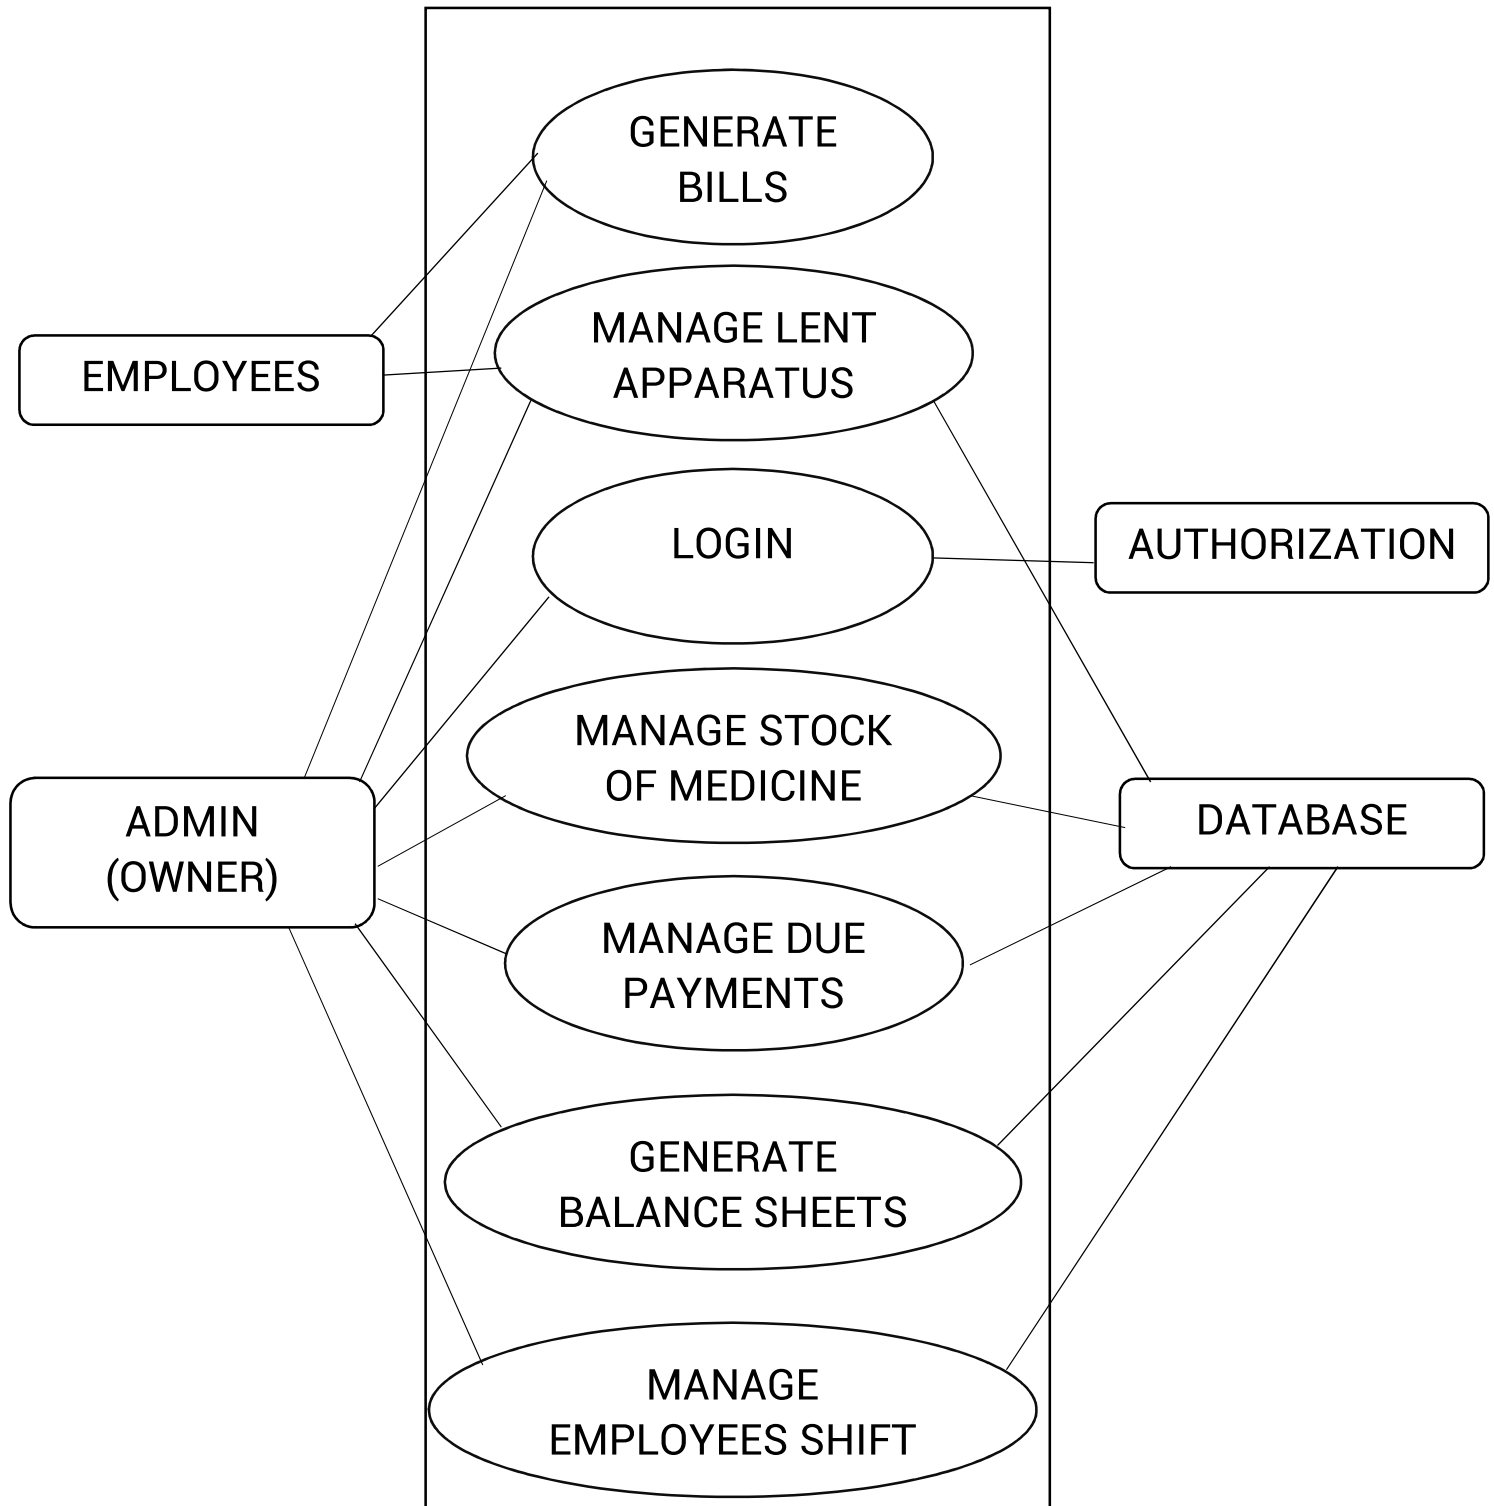 GENERATE
BILLS
MANAGE LENT
APPARATUS
EMPLOYEES
LOGIN
AUTHORIZATION
MANAGE STOCK
OF MEDICINE
ADMIN
(OWNER)
DATABASE
MANAGE DUE
PAYMENTS
GENERATE
BALANCE SHEETS
MANAGE
EMPLOYEES SHIFT